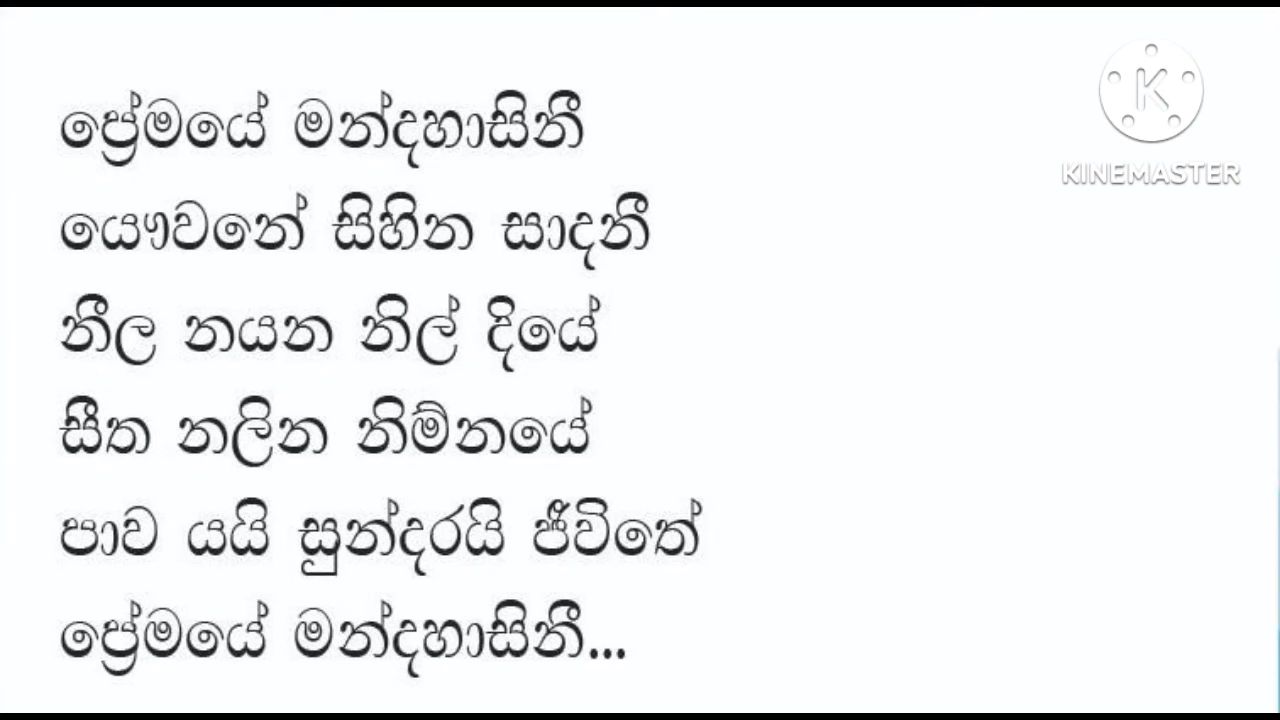 ප්‍රේමයේ මන්දහාසිනී
යෞවනේ සිහින සාදනී
නීල නයන නිල් දියේ
සීත නලින නිම්නයේ
පාව යයි සුන්දරයි ජීවිතේ
ප්‍රේමයේ මන්දහාසිනී...
K
KINEMASTER